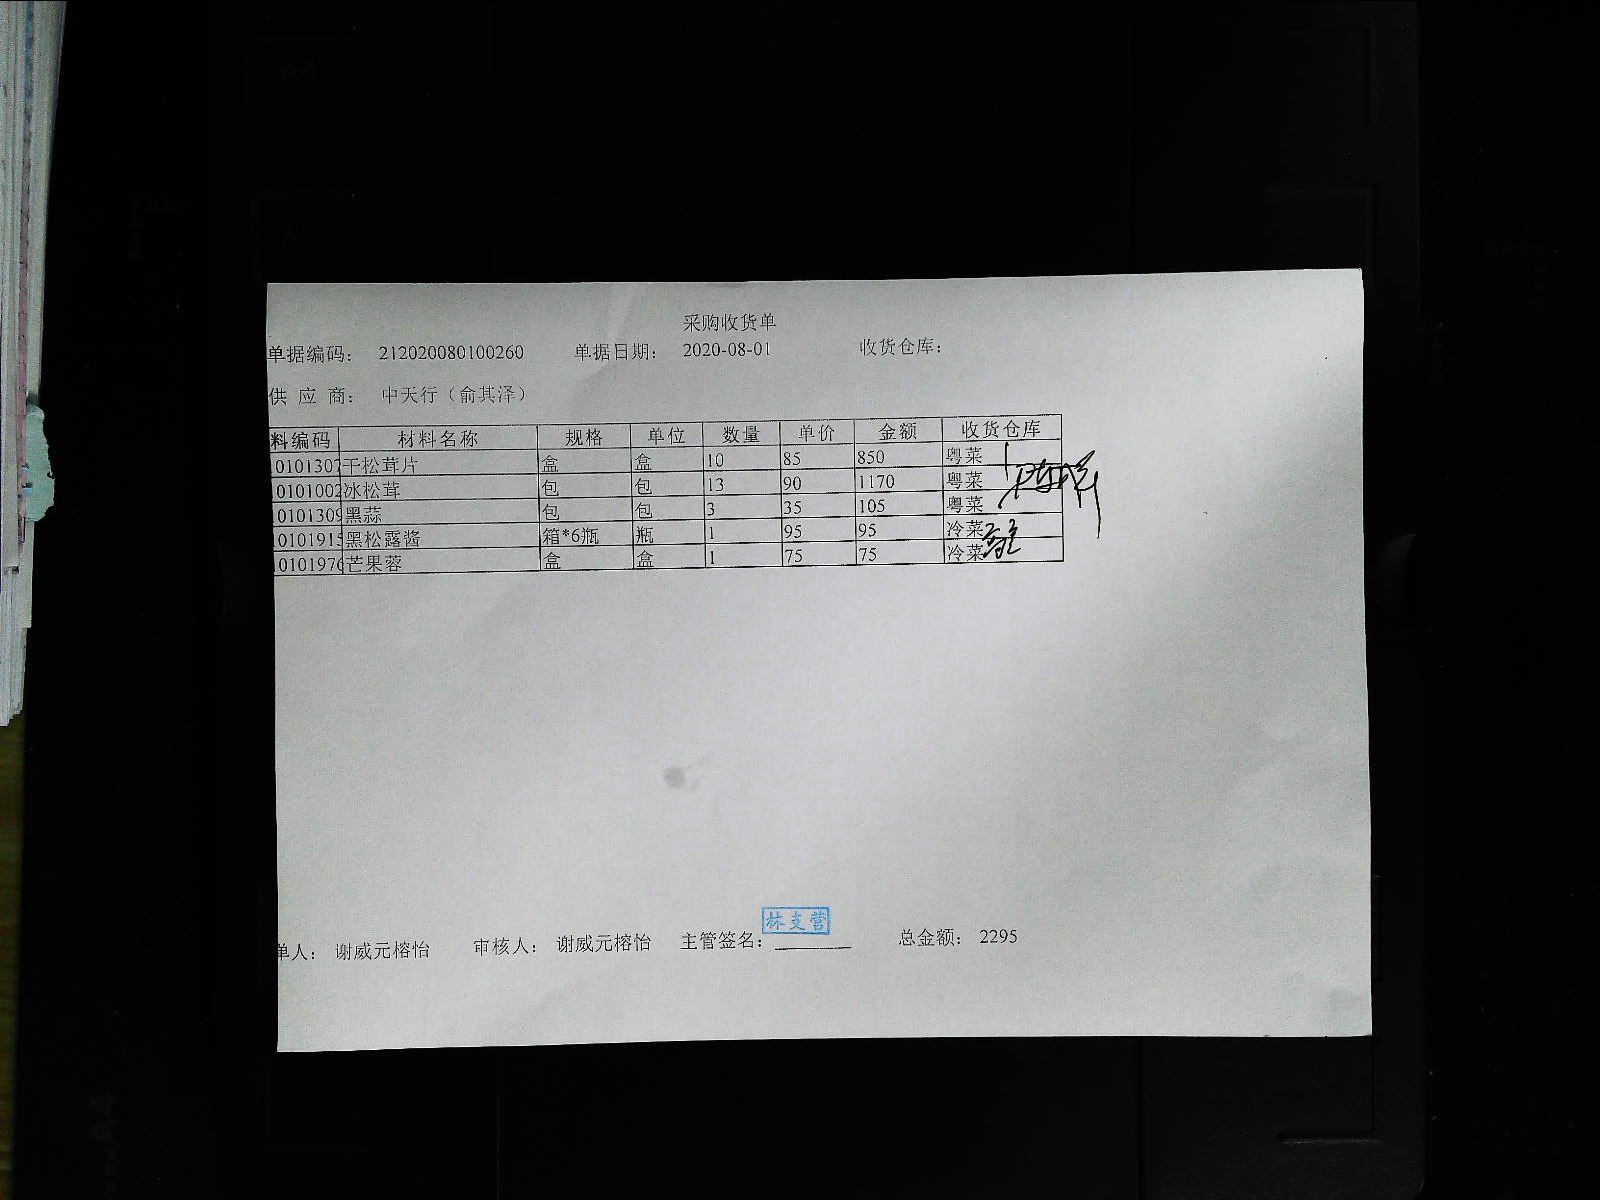 采购收货单
单据编码： 212020080100260 单据日期： 2020-08-01 收货仓库：
供 应 商： 中天行（俞其泽）
料编码 材料名称 规格 单位 数量 单价 金额 收货仓库
0101307 干松茸片 盒 盒 10 85 850 粤菜
0101002 冰松茸 包 包 13 90 1170 粤菜
0101309 黑蒜 包 包 3 35 105 粤菜
0101915 黑松露酱 箱*6瓶 瓶 1 95 95 冷菜
0101976 芒果蓉 盒 盒 1 75 75 冷菜
林支营
单人： 谢威元榕怡 审核人： 谢威元榕怡 主管签名： 总金额： 2295